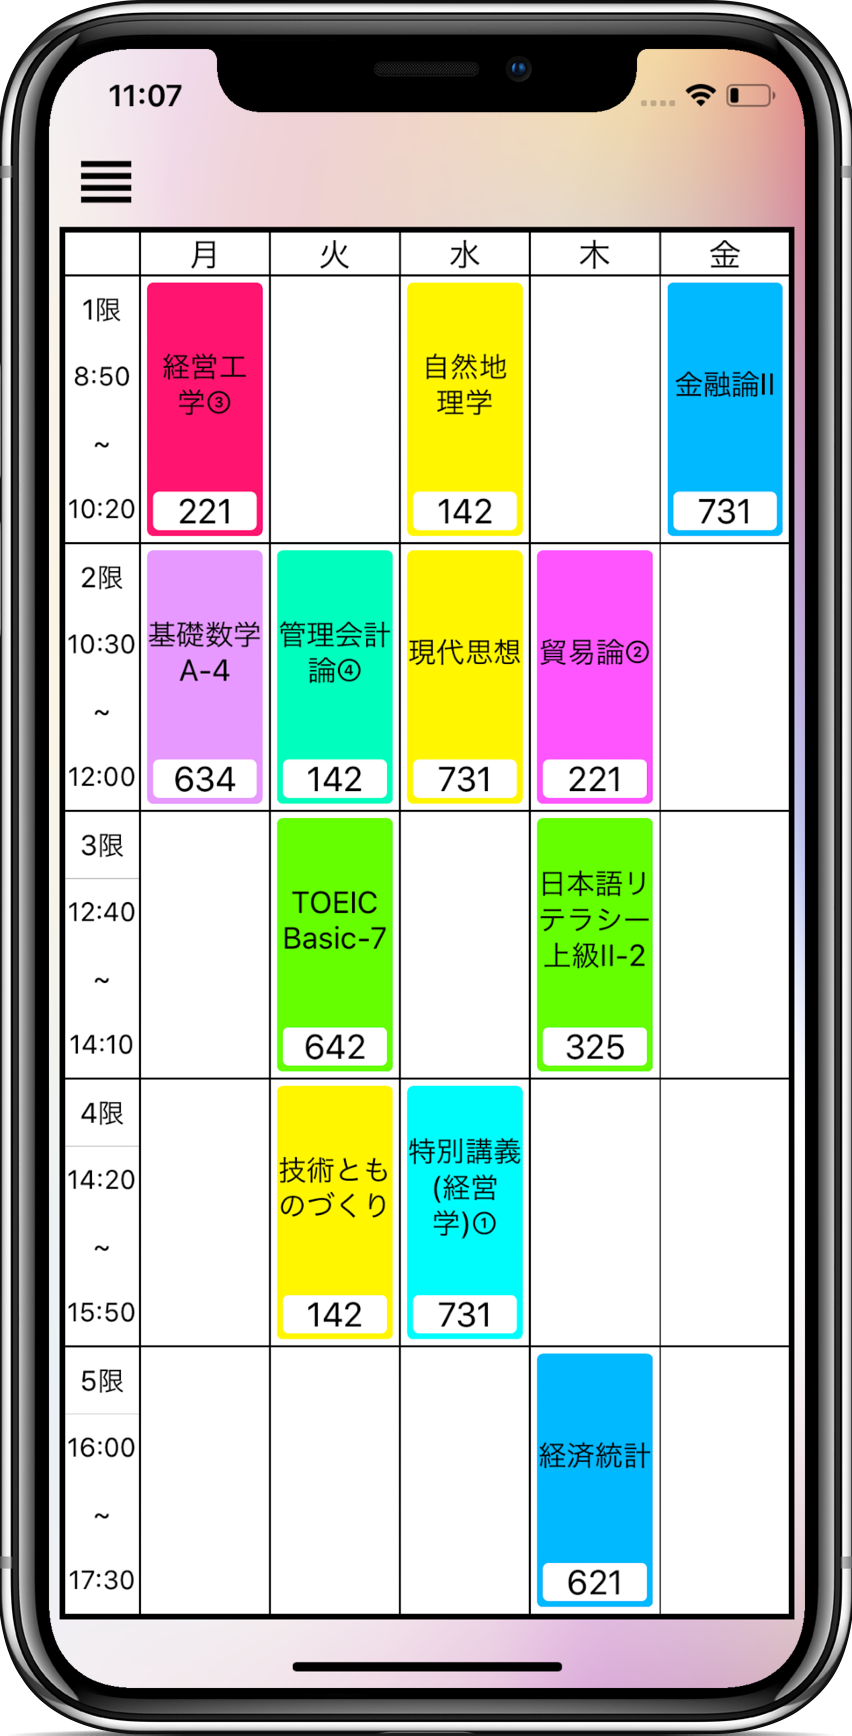 11:07
月 火 水 木 金
1限
8:50
~
10:20
経営工
学③
221
自然地
理学
142
金融論II
731
2限
10:30
~
12:00
基礎数学
A-4
634
管理会計
論④
142
現代思想
731
貿易論②
221
3限
12:40
~
14:10
TOEIC
Basic-7
642
日本語リ
テラシー
上級II-2
325
4限
14:20
~
15:50
技術とも
のづくり
142
特別講義
(経営
学)①
731
5限
16:00
~
17:30
経済統計
621